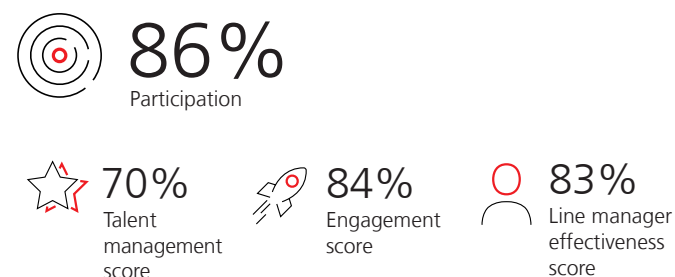 86%
Participation
70%
Talent
management
score
84%
Engagement
score
83%
Line manager
effectiveness
score